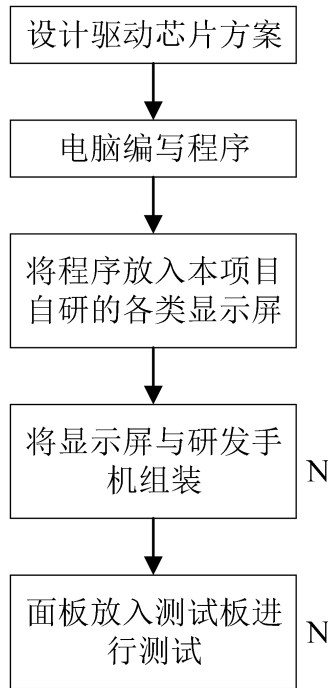 设计驱动芯片方案
电脑编写程序
将程序放入本项目
自研的各类显示屏
将显示屏与研发手
机组装
N
面板放入测试板进
行测试
N